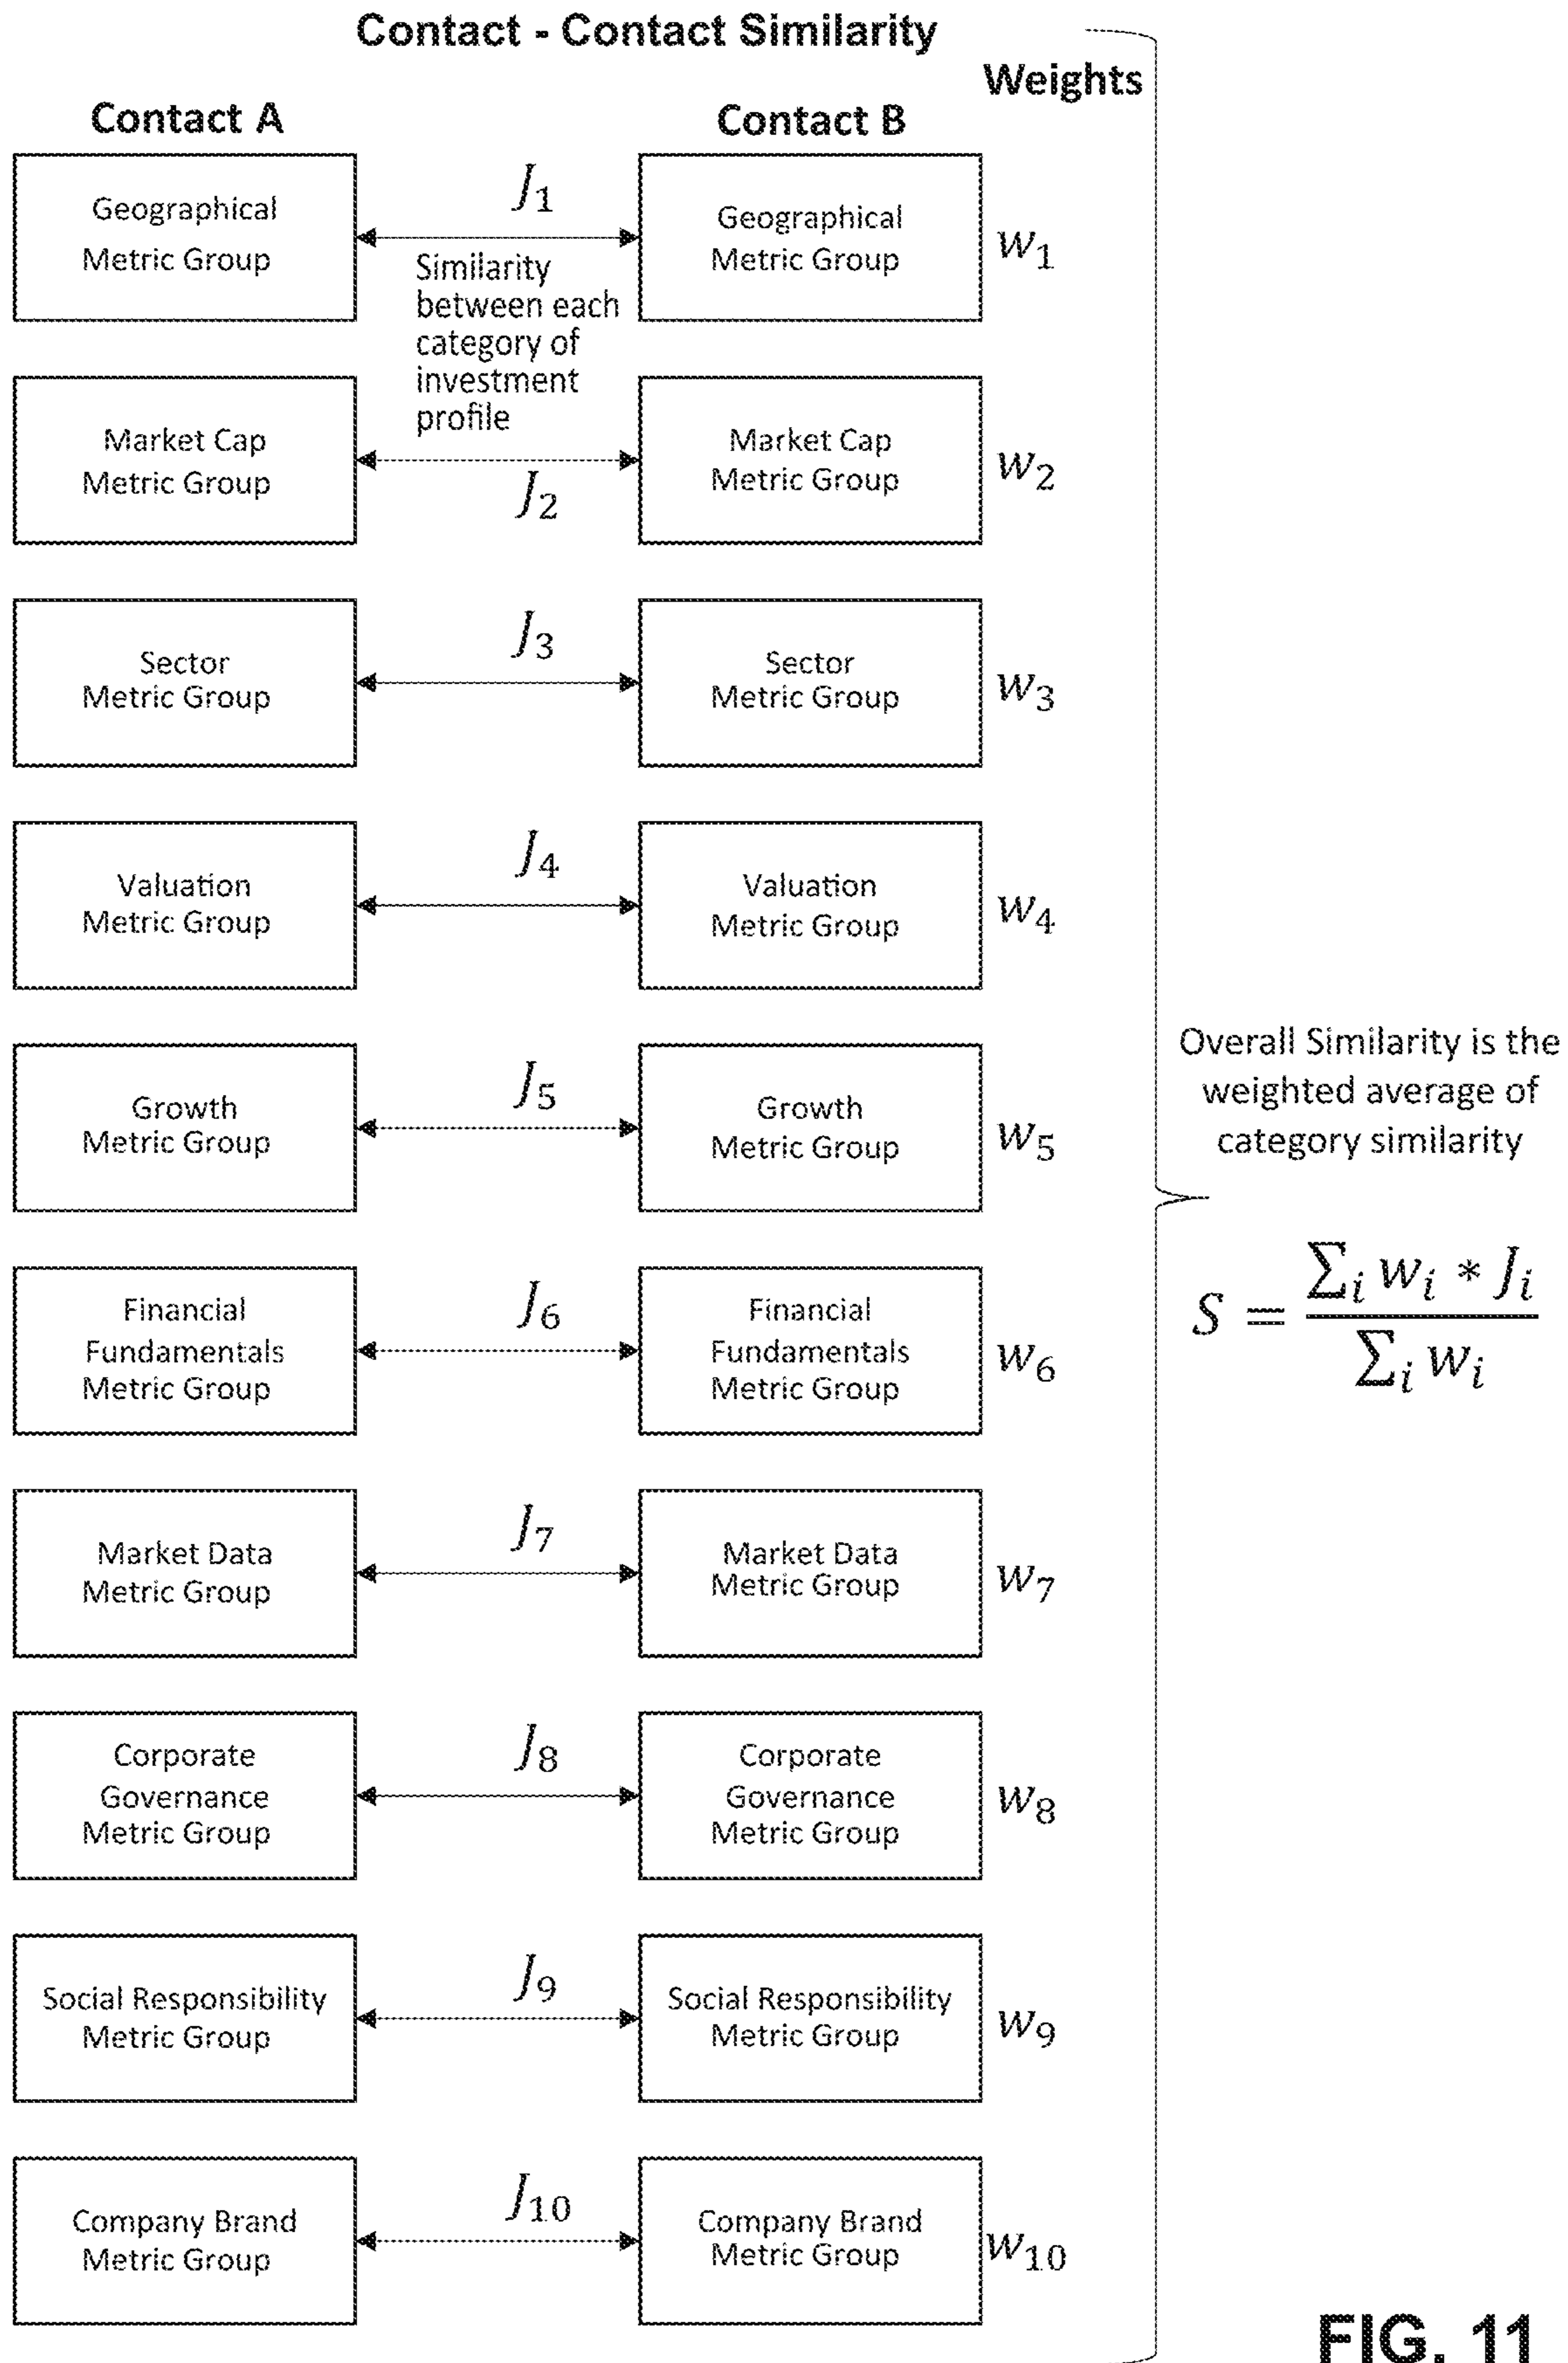 Contact - Contact Similarity
Weights
Contact A
Contact B
Geographical
Metric Group
J1
Similarity
between each
category of
investment
profile
Geographical
Metric Group
w1
Market Cap
Metric Group
J2
Market Cap
Metric Group
w2
Sector
Metric Group
J3
Sector
Metric Group
w3
Valuation
Metric Group
J4
Valuation
Metric Group
w4
Growth
Metric Group
J5
Growth
Metric Group
w5
Financial
Fundamentals
Metric Group
J6
Financial
Fundamentals
Metric Group
w6
Market Data
Metric Group
J7
Market Data
Metric Group
w7
Corporate
Governance
Metric Group
J8
Corporate
Governance
Metric Group
w8
Social Responsibility
Metric Group
J9
Social Responsibility
Metric Group
w9
Company Brand
Metric Group
J10
Company Brand
Metric Group
w10
Overall Similarity is the
weighted average of
category similarity
S = ∑i wi * Ji / ∑i wi
FIG. 11